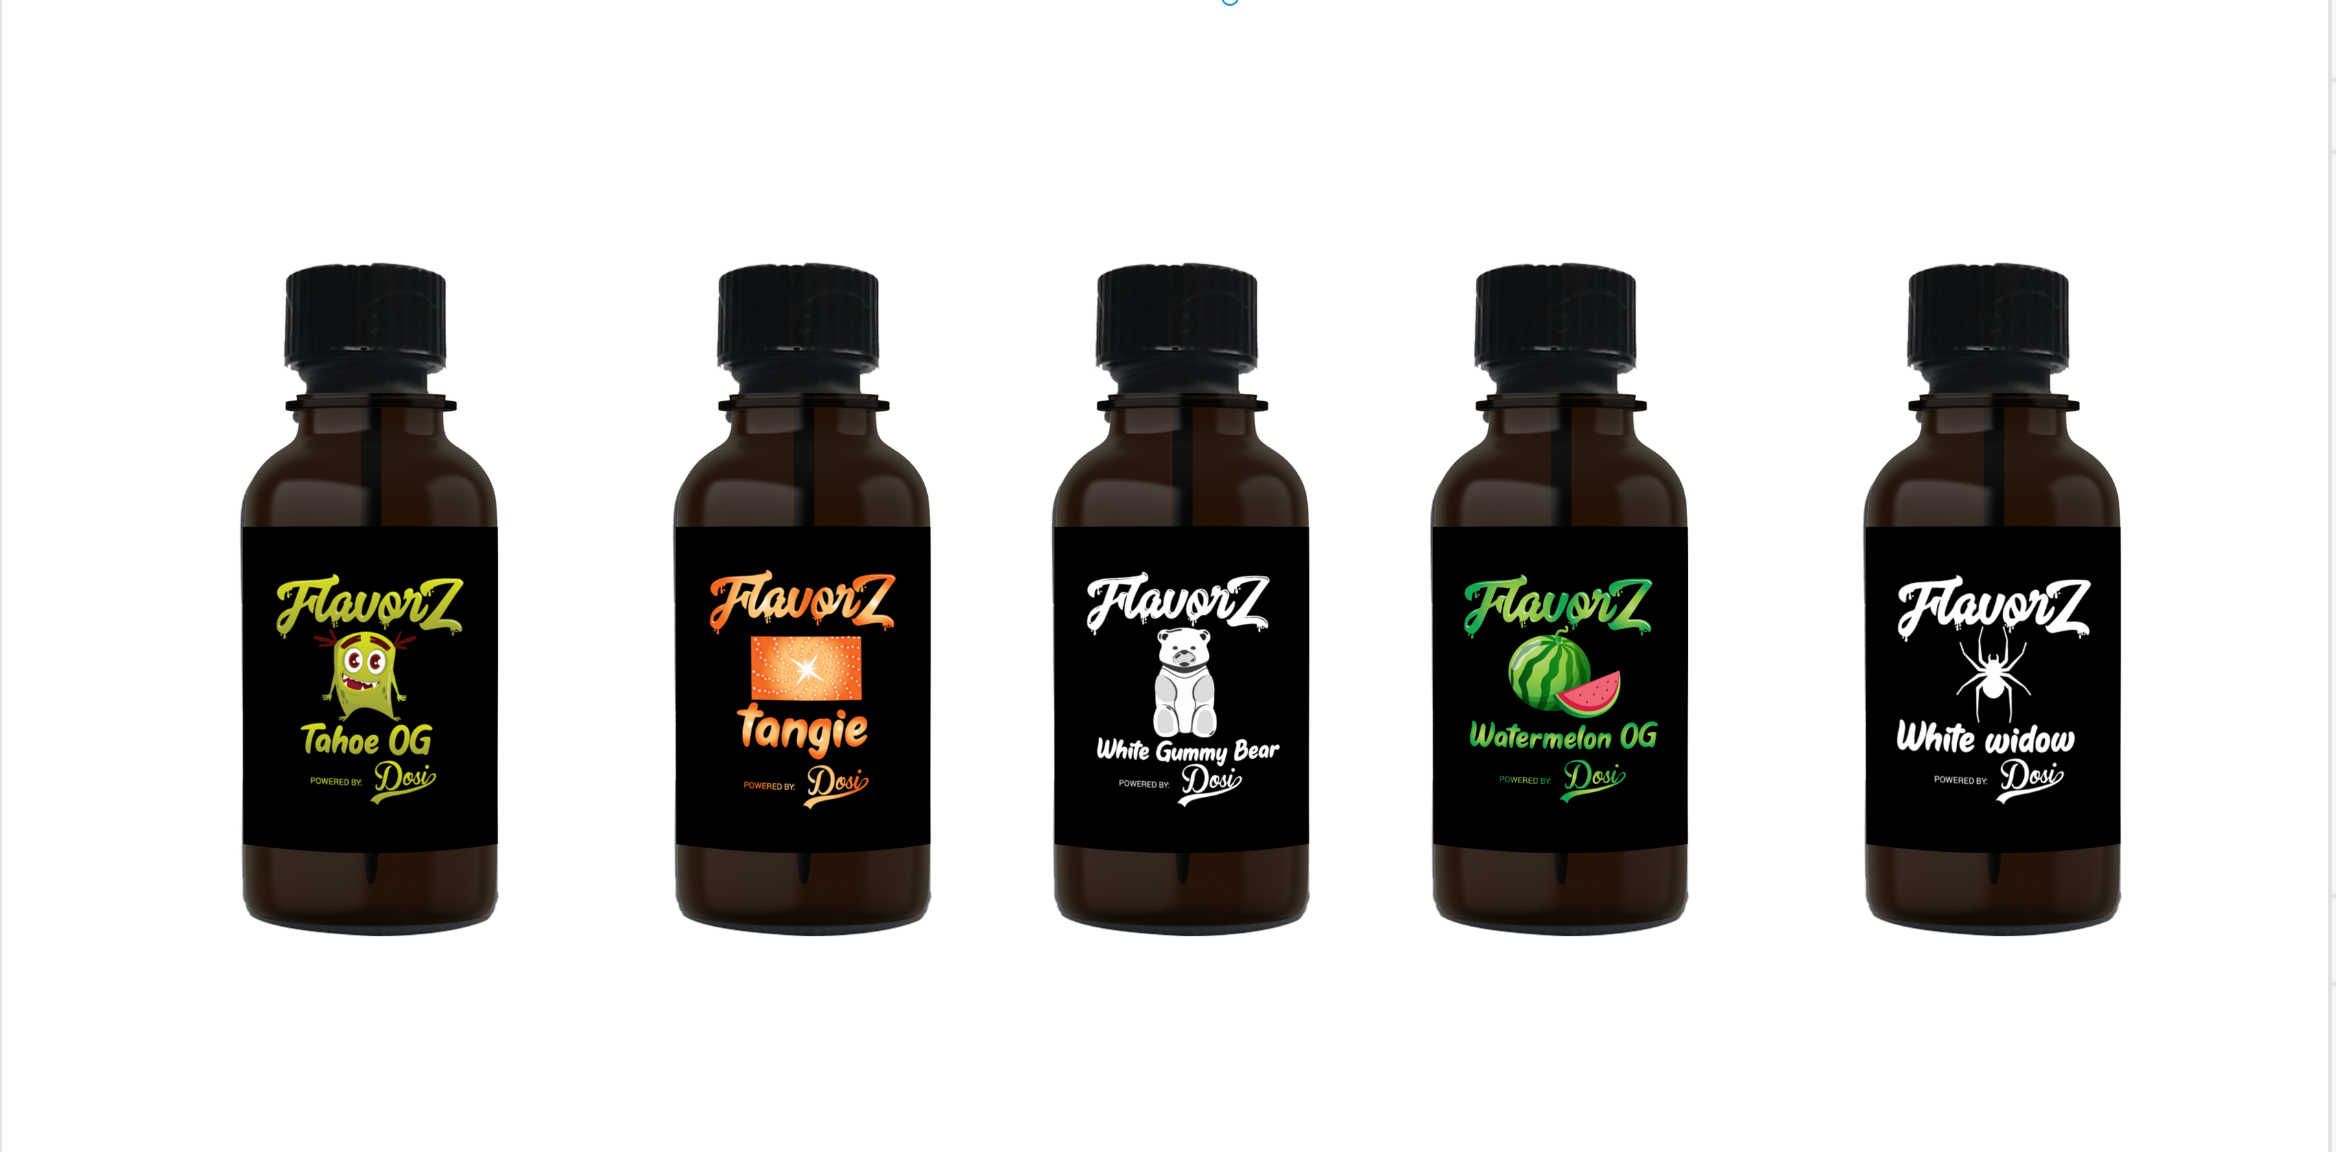 FlavorZ
Tahoe OG
POWERED BY: Dosi
FlavorZ
Tangie
POWERED BY: Dosi
FlavorZ
White Gummy Bear
POWERED BY: Dosi
FlavorZ
Watermelon OG
POWERED BY: Dosi
FlavorZ
White widow
POWERED BY: Dosi